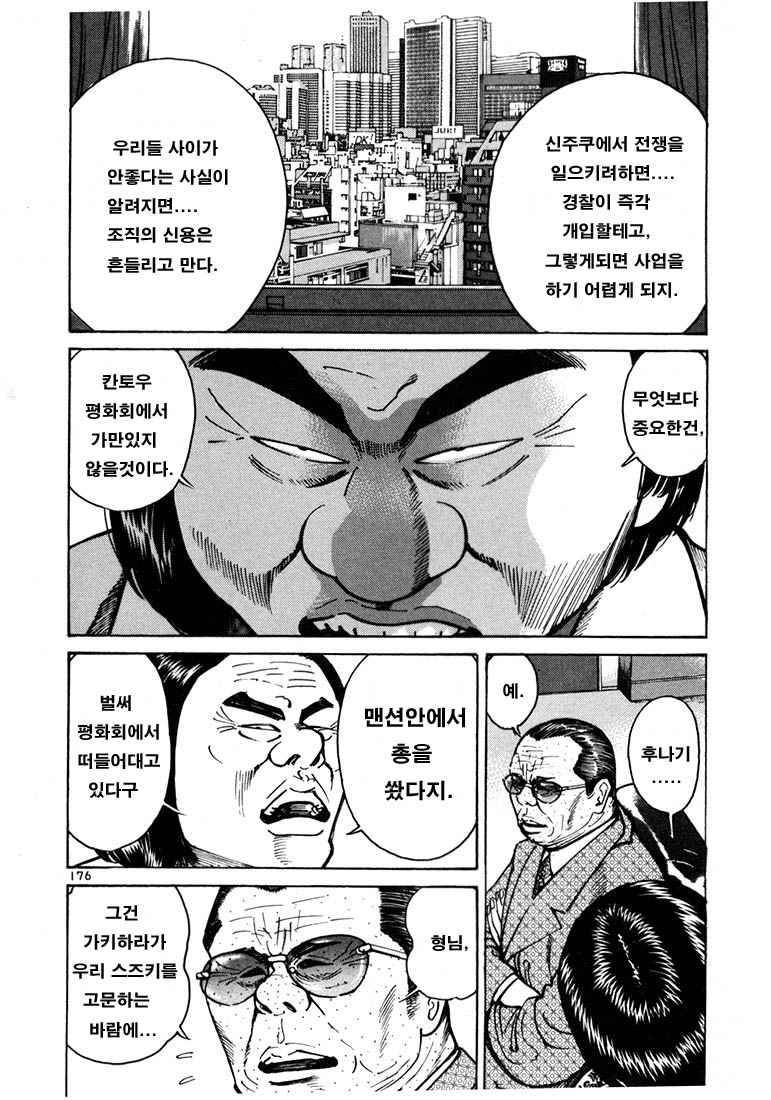 신주쿠에서 전쟁을
일으키려하면....
경찰이 즉각
개입할테고,
그렇게되면 사업을
하기 어렵게 되지.
우리들 사이가
안좋다는 사실이
알려지면....
조직의 신용은
흔들리고 만다.
JUKI
무엇보다
중요한건,
칸토우
평화회에서
가만있지
않을것이다.
후나기
.....
예.
맨션안에서
총을
쐈다지.
벌써
평화회에서
떠들어대고
있다구
176
형님,
그건
가키하라가
우리 스즈키를
고문하는
바람에...